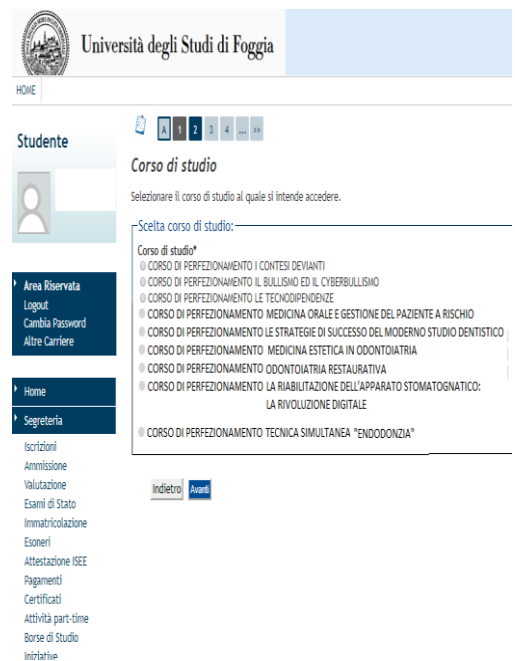 Università degli Studi di Foggia
HOME
Studente
A 1 2 3 4 ... >>
Corso di studio
Selezionare il corso di studio al quale si intende accedere.
Scelta corso di studio:
Corso di studio*
CORSO DI PERFEZIONAMENTO I CONTESI DEVIANTI
CORSO DI PERFEZIONAMENTO IL BULLISMO ED IL CYBERBULLISMO
CORSO DI PERFEZIONAMENTO LE TECNODIPENDENZE
CORSO DI PERFEZIONAMENTO MEDICINA ORALE E GESTIONE DEL PAZIENTE A RISCHIO
CORSO DI PERFEZIONAMENTO LE STRATEGIE DI SUCCESSO DEL MODERNO STUDIO DENTISTICO
CORSO DI PERFEZIONAMENTO MEDICINA ESTETICA IN ODONTOIATRIA
CORSO DI PERFEZIONAMENTO ODONTOIATRIA RESTAURATIVA
CORSO DI PERFEZIONAMENTO LA RIABILITAZIONE DELL'APPARATO STOMATOGNATICO:
LA RIVOLUZIONE DIGITALE
CORSO DI PERFEZIONAMENTO TECNICA SIMULTANEA "ENDODONZIA"
Indietro Avanti
Area Riservata
Logout
Cambia Password
Altre Carriere
Home
Segreteria
Iscrizioni
Ammissione
Valutazione
Esami di Stato
Immatricolazione
Esoneri
Attestazione ISEE
Pagamenti
Certificati
Attività part-time
Borse di Studio
Iniziative